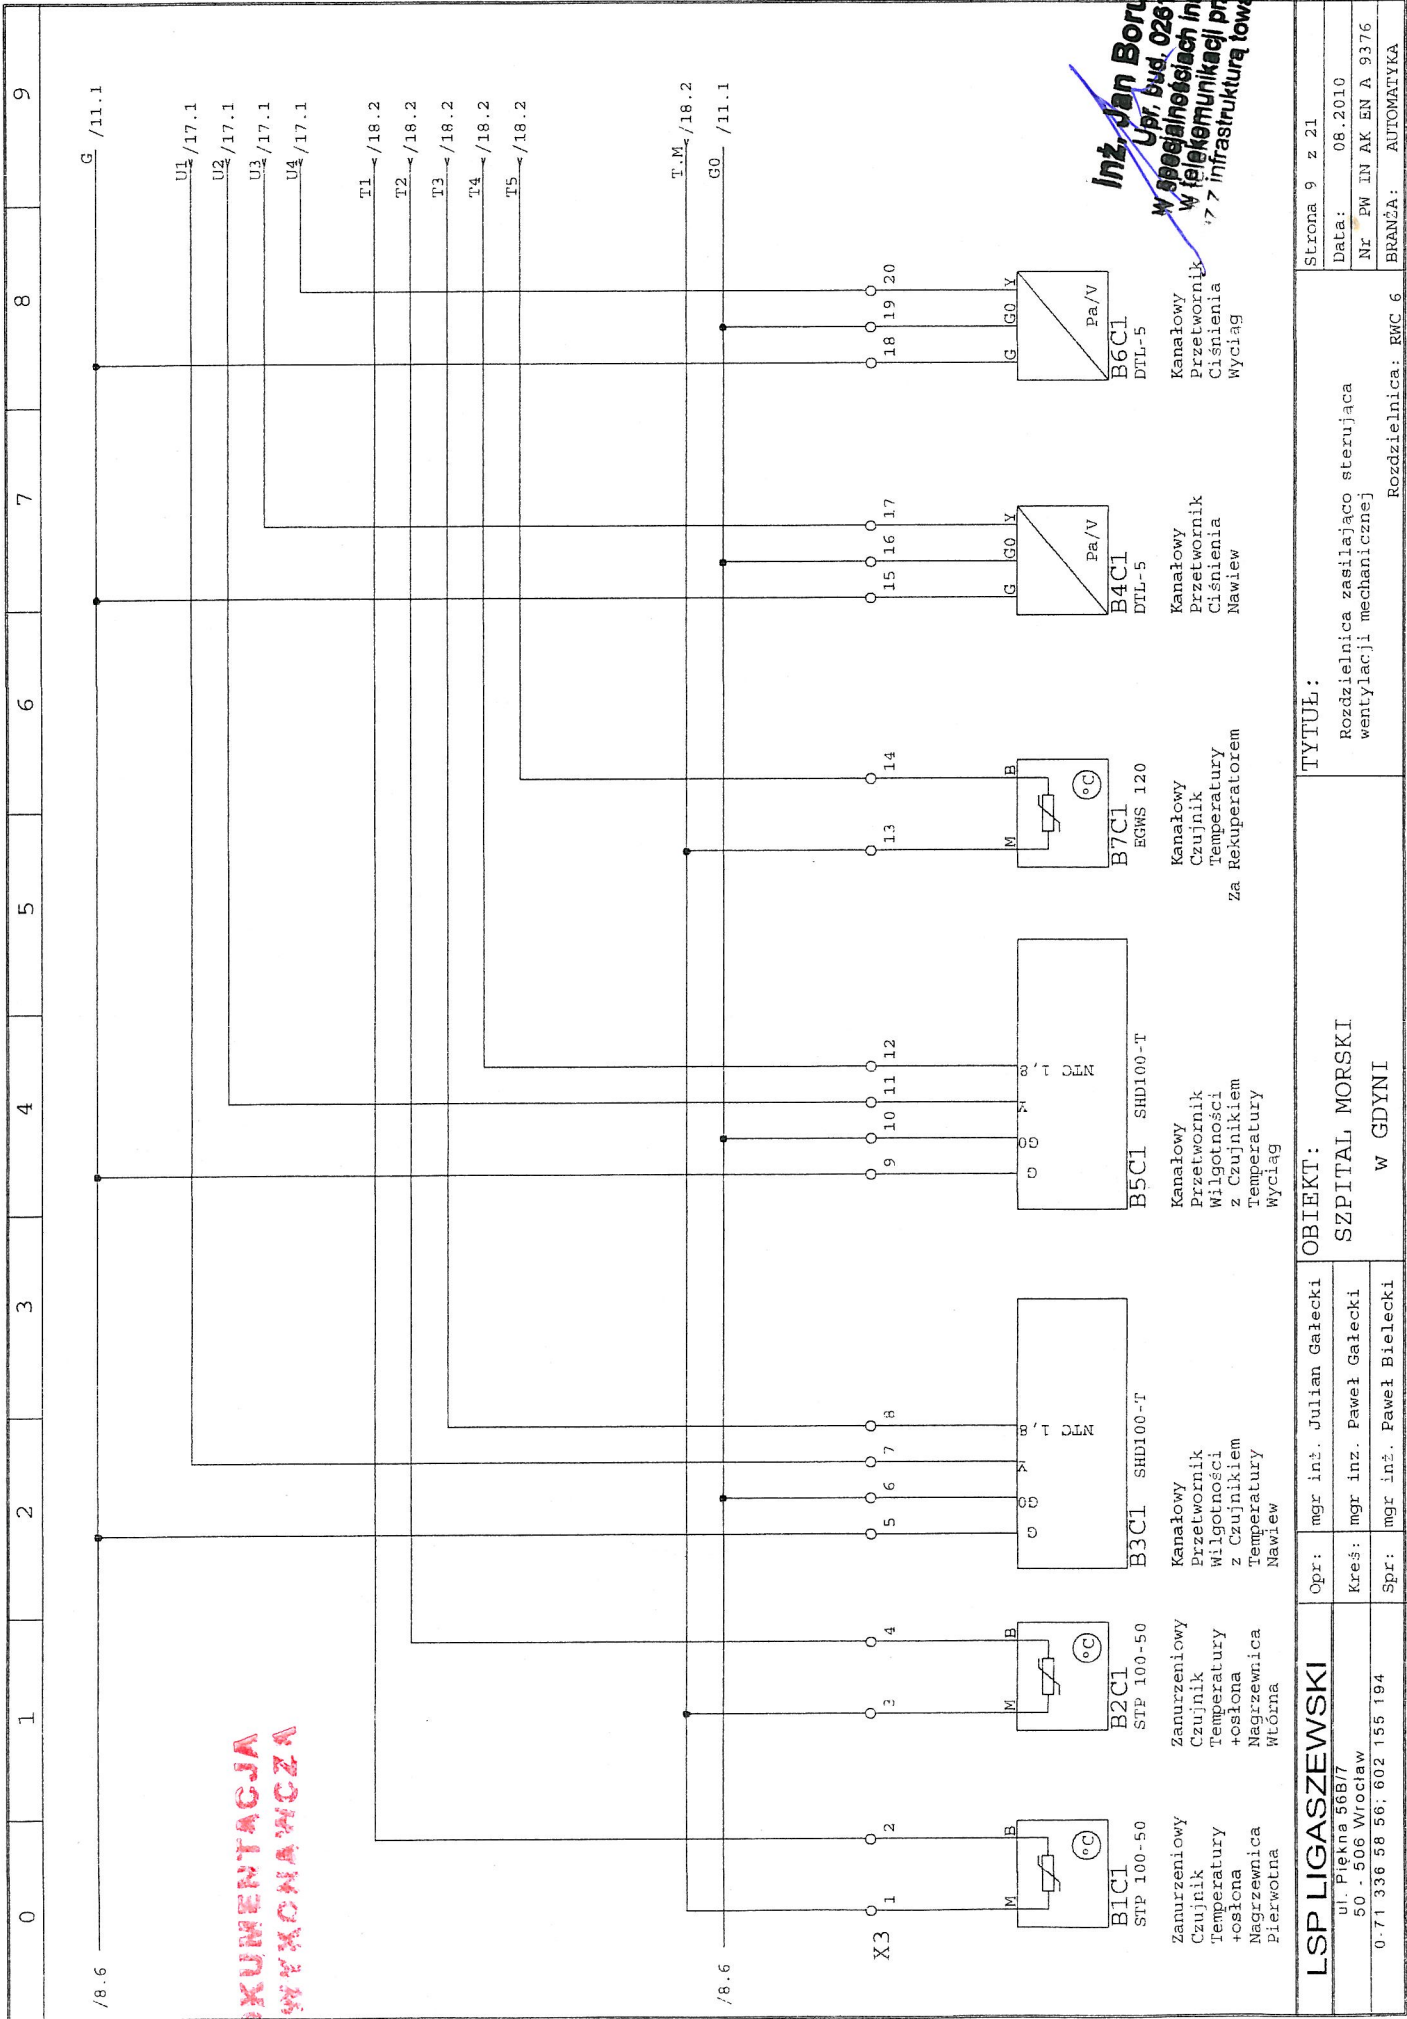 0 1 2 3 4 5 6 7 8 9
/8.6
G /11.1
U1 /17.1
U2 /17.1
U3 /17.1
U4 /17.1
T1 /18.2
T2 /18.2
T3 /18.2
T4 /18.2
T5 /18.2
T.M /18.2
/8.6
G0 /11.1
KUMENTACJA
WYKONAWCZA
X3
1 2 3 4 5 6 7 8 9 10 11 12 13 14 15 16 17 18 19 20
M B
°C
B1C1
STP 100-50
Zanurzeniowy
Czujnik
Temperatury
+osłona
Nagrzewnica
Pierwotna
M B
°C
B2C1
STP 100-50
Zanurzeniowy
Czujnik
Temperatury
+osłona
Nagrzewnica
Wtórna
G G0 V NTC 1,8
B3C1 SHD100-T
Kanałowy
Przetwornik
Wilgotności
z Czujnikiem
Temperatury
Nawiew
G G0 V NTC 1,8
B5C1 SHD100-T
Kanałowy
Przetwornik
Wilgotności
z Czujnikiem
Temperatury
Wyciąg
M B
°C
B7C1
EGWS 120
Kanałowy
Czujnik
Temperatury
Za Rekuperatorem
G G0 Y
Pa/V
B4C1
DTL-5
Kanałowy
Przetwornik
Ciśnienia
Nawiew
G G0 Y
Pa/V
B6C1
DTL-5
Kanałowy
Przetwornik
Ciśnienia
Wyciąg
inż. Jan Boru
Upr. bud. 026
w specjalnościach in
w telekomunikacji pr
infrastrukturą towa
LSP LIGASZEWSKI
ul. Piękna 56B/7
50 - 506 Wrocław
0-71 336 58 56; 602 155 194
Opr: mgr inż. Julian Gałecki
Kreś: mgr inz. Paweł Gałecki
Spr: mgr inż. Paweł Bielecki
OBIEKT:
SZPITAL MORSKI
W GDYNI
TYTUŁ:
Rozdzielnica zasilająco sterująca
wentylacji mechanicznej
Rozdzielnica: RWC 6
Strona 9 z 21
Data: 08.2010
Nr PW IN AK EN A 9376
BRANŻA: AUTOMATYKA